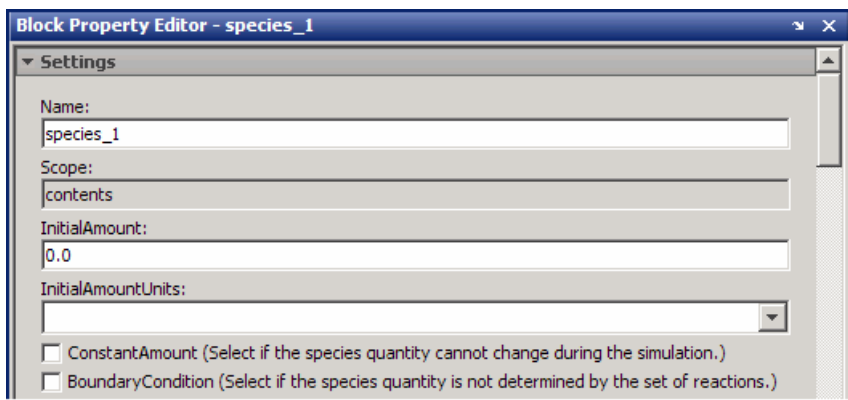 Block Property Editor - species_1
Settings
Name:
species_1
Scope:
contents
InitialAmount:
0.0
InitialAmountUnits:
ConstantAmount (Select if the species quantity cannot change during the simulation.)
BoundaryCondition (Select if the species quantity is not determined by the set of reactions.)